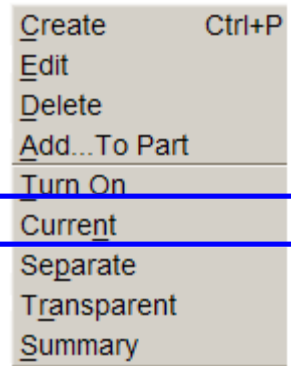 Create Ctrl+P
Edit
Delete
Add...To Part
Turn On
Current
Separate
Transparent
Summary